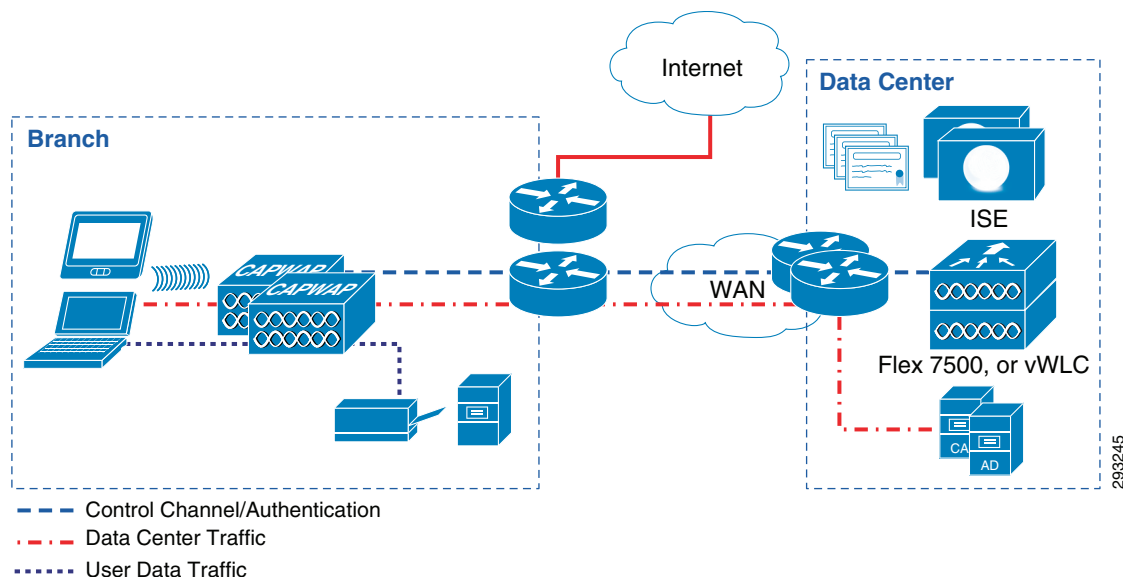 Internet
Data Center
Branch
ISE
CAPWAP
CAPWAP
WAN
Flex 7500, or vWLC
CA
AD
293245
Control Channel/Authentication
Data Center Traffic
User Data Traffic